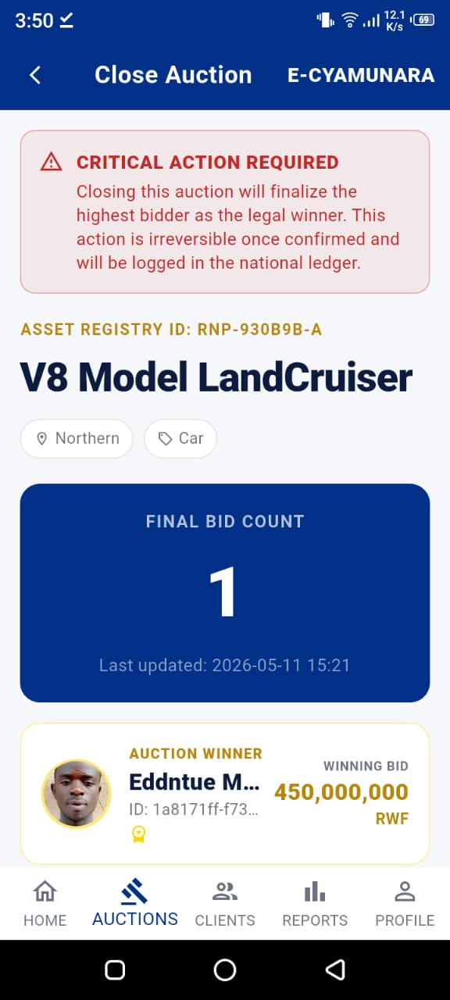 3:50
12.1
K/s
69
Close Auction
E-CYAMUNARA
CRITICAL ACTION REQUIRED
Closing this auction will finalize the
highest bidder as the legal winner. This
action is irreversible once confirmed and
will be logged in the national ledger.
ASSET REGISTRY ID: RNP-930B9B-A
V8 Model LandCruiser
Northern
Car
FINAL BID COUNT
1
Last updated: 2026-05-11 15:21
AUCTION WINNER
Eddntue M...
ID: 1a8171ff-f73...
WINNING BID
450,000,000
RWF
HOME
AUCTIONS
CLIENTS
REPORTS
PROFILE